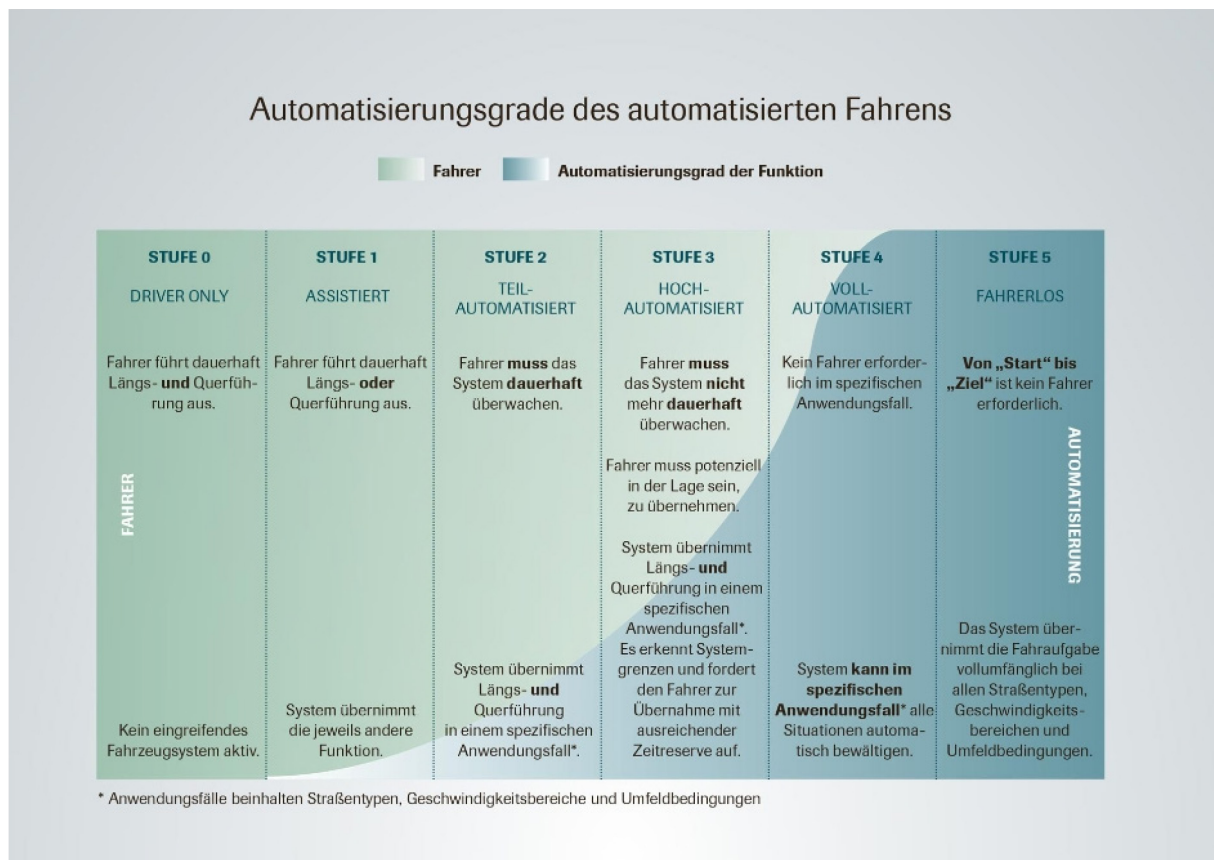 Automatisierungsgrade des automatisierten Fahrens
Fahrer
Automatisierungsgrad der Funktion
STUFE 0
DRIVER ONLY
Fahrer führt dauerhaft
Längs- und Querfüh-
rung aus.
FAHRER
Kein eingreifendes
Fahrzeugsystem aktiv.
STUFE 1
ASSISTIERT
Fahrer führt dauerhaft
Längs- oder
Querführung aus.
System übernimmt
die jeweils andere
Funktion.
STUFE 2
TEIL-
AUTOMATISIERT
Fahrer muss das
System dauerhaft
überwachen.
System übernimmt
Längs- und
Querführung
in einem spezifischen
Anwendungsfall*.
STUFE 3
HOCH-
AUTOMATISIERT
Fahrer muss
das System nicht
mehr dauerhaft
überwachen.
Fahrer muss potenziell
in der Lage sein,
zu übernehmen.
System übernimmt
Längs- und
Querführung in einem
spezifischen
Anwendungsfall*.
Es erkennt System-
grenzen und fordert
den Fahrer zur
Übernahme mit
ausreichender
Zeitreserve auf.
STUFE 4
VOLL-
AUTOMATISIERT
Kein Fahrer erforder-
lich im spezifischen
Anwendungsfall.
System kann im
spezifischen
Anwendungsfall* alle
Situationen automa-
tisch bewältigen.
STUFE 5
FAHRERLOS
Von „Start“ bis
„Ziel“ ist kein Fahrer
erforderlich.
AUTOMATISIERUNG
Das System über-
nimmt die Fahraufgabe
vollumfänglich bei
allen Straßentypen,
Geschwindigkeits-
bereichen und
Umfeldbedingungen.
* Anwendungsfälle beinhalten Straßentypen, Geschwindigkeitsbereiche und Umfeldbedingungen